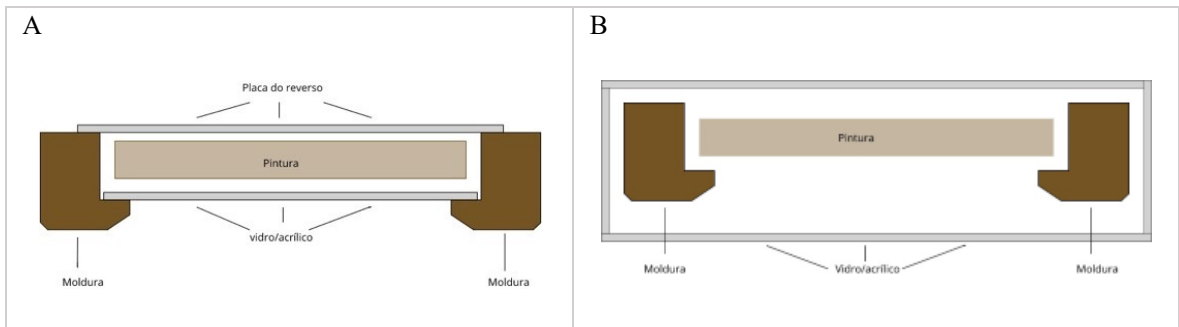 A
Placa do reverso
Pintura
vidro/acrílico
Moldura
Moldura
B
Pintura
Moldura
Vidro/acrílico
Moldura